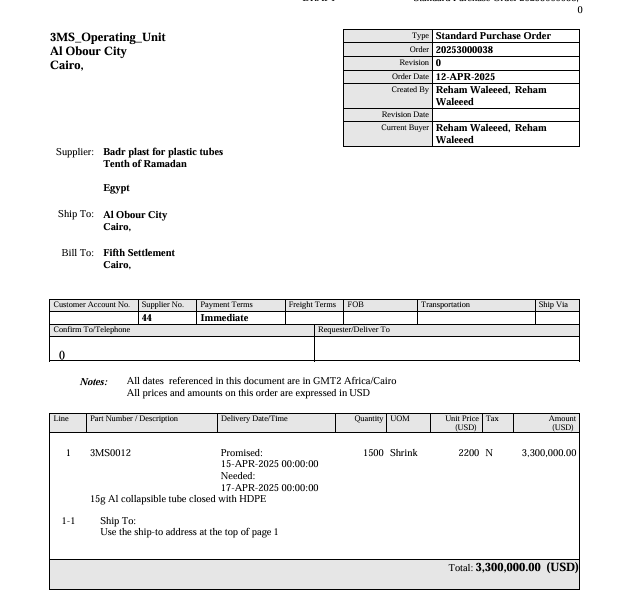 0
3MS_Operating_Unit
Al Obour City
Cairo,
Type Standard Purchase Order
Order 20253000038
Revision 0
Order Date 12-APR-2025
Created By Reham Waleeed, Reham
Waleeed
Revision Date
Current Buyer Reham Waleeed, Reham
Waleeed
Supplier: Badr plast for plastic tubes
Tenth of Ramadan
Egypt
Ship To: Al Obour City
Cairo,
Bill To: Fifth Settlement
Cairo,
Customer Account No. Supplier No. Payment Terms Freight Terms FOB Transportation Ship Via
44 Immediate
Confirm To/Telephone Requester/Deliver To
()
Notes: All dates referenced in this document are in GMT2 Africa/Cairo
All prices and amounts on this order are expressed in USD
Line Part Number / Description Delivery Date/Time Quantity UOM Unit Price Tax Amount
(USD) (USD)
1 3MS0012 Promised: 1500 Shrink 2200 N 3,300,000.00
15-APR-2025 00:00:00
Needed:
17-APR-2025 00:00:00
15g Al collapsible tube closed with HDPE
1-1 Ship To:
Use the ship-to address at the top of page 1
Total: 3,300,000.00 (USD)